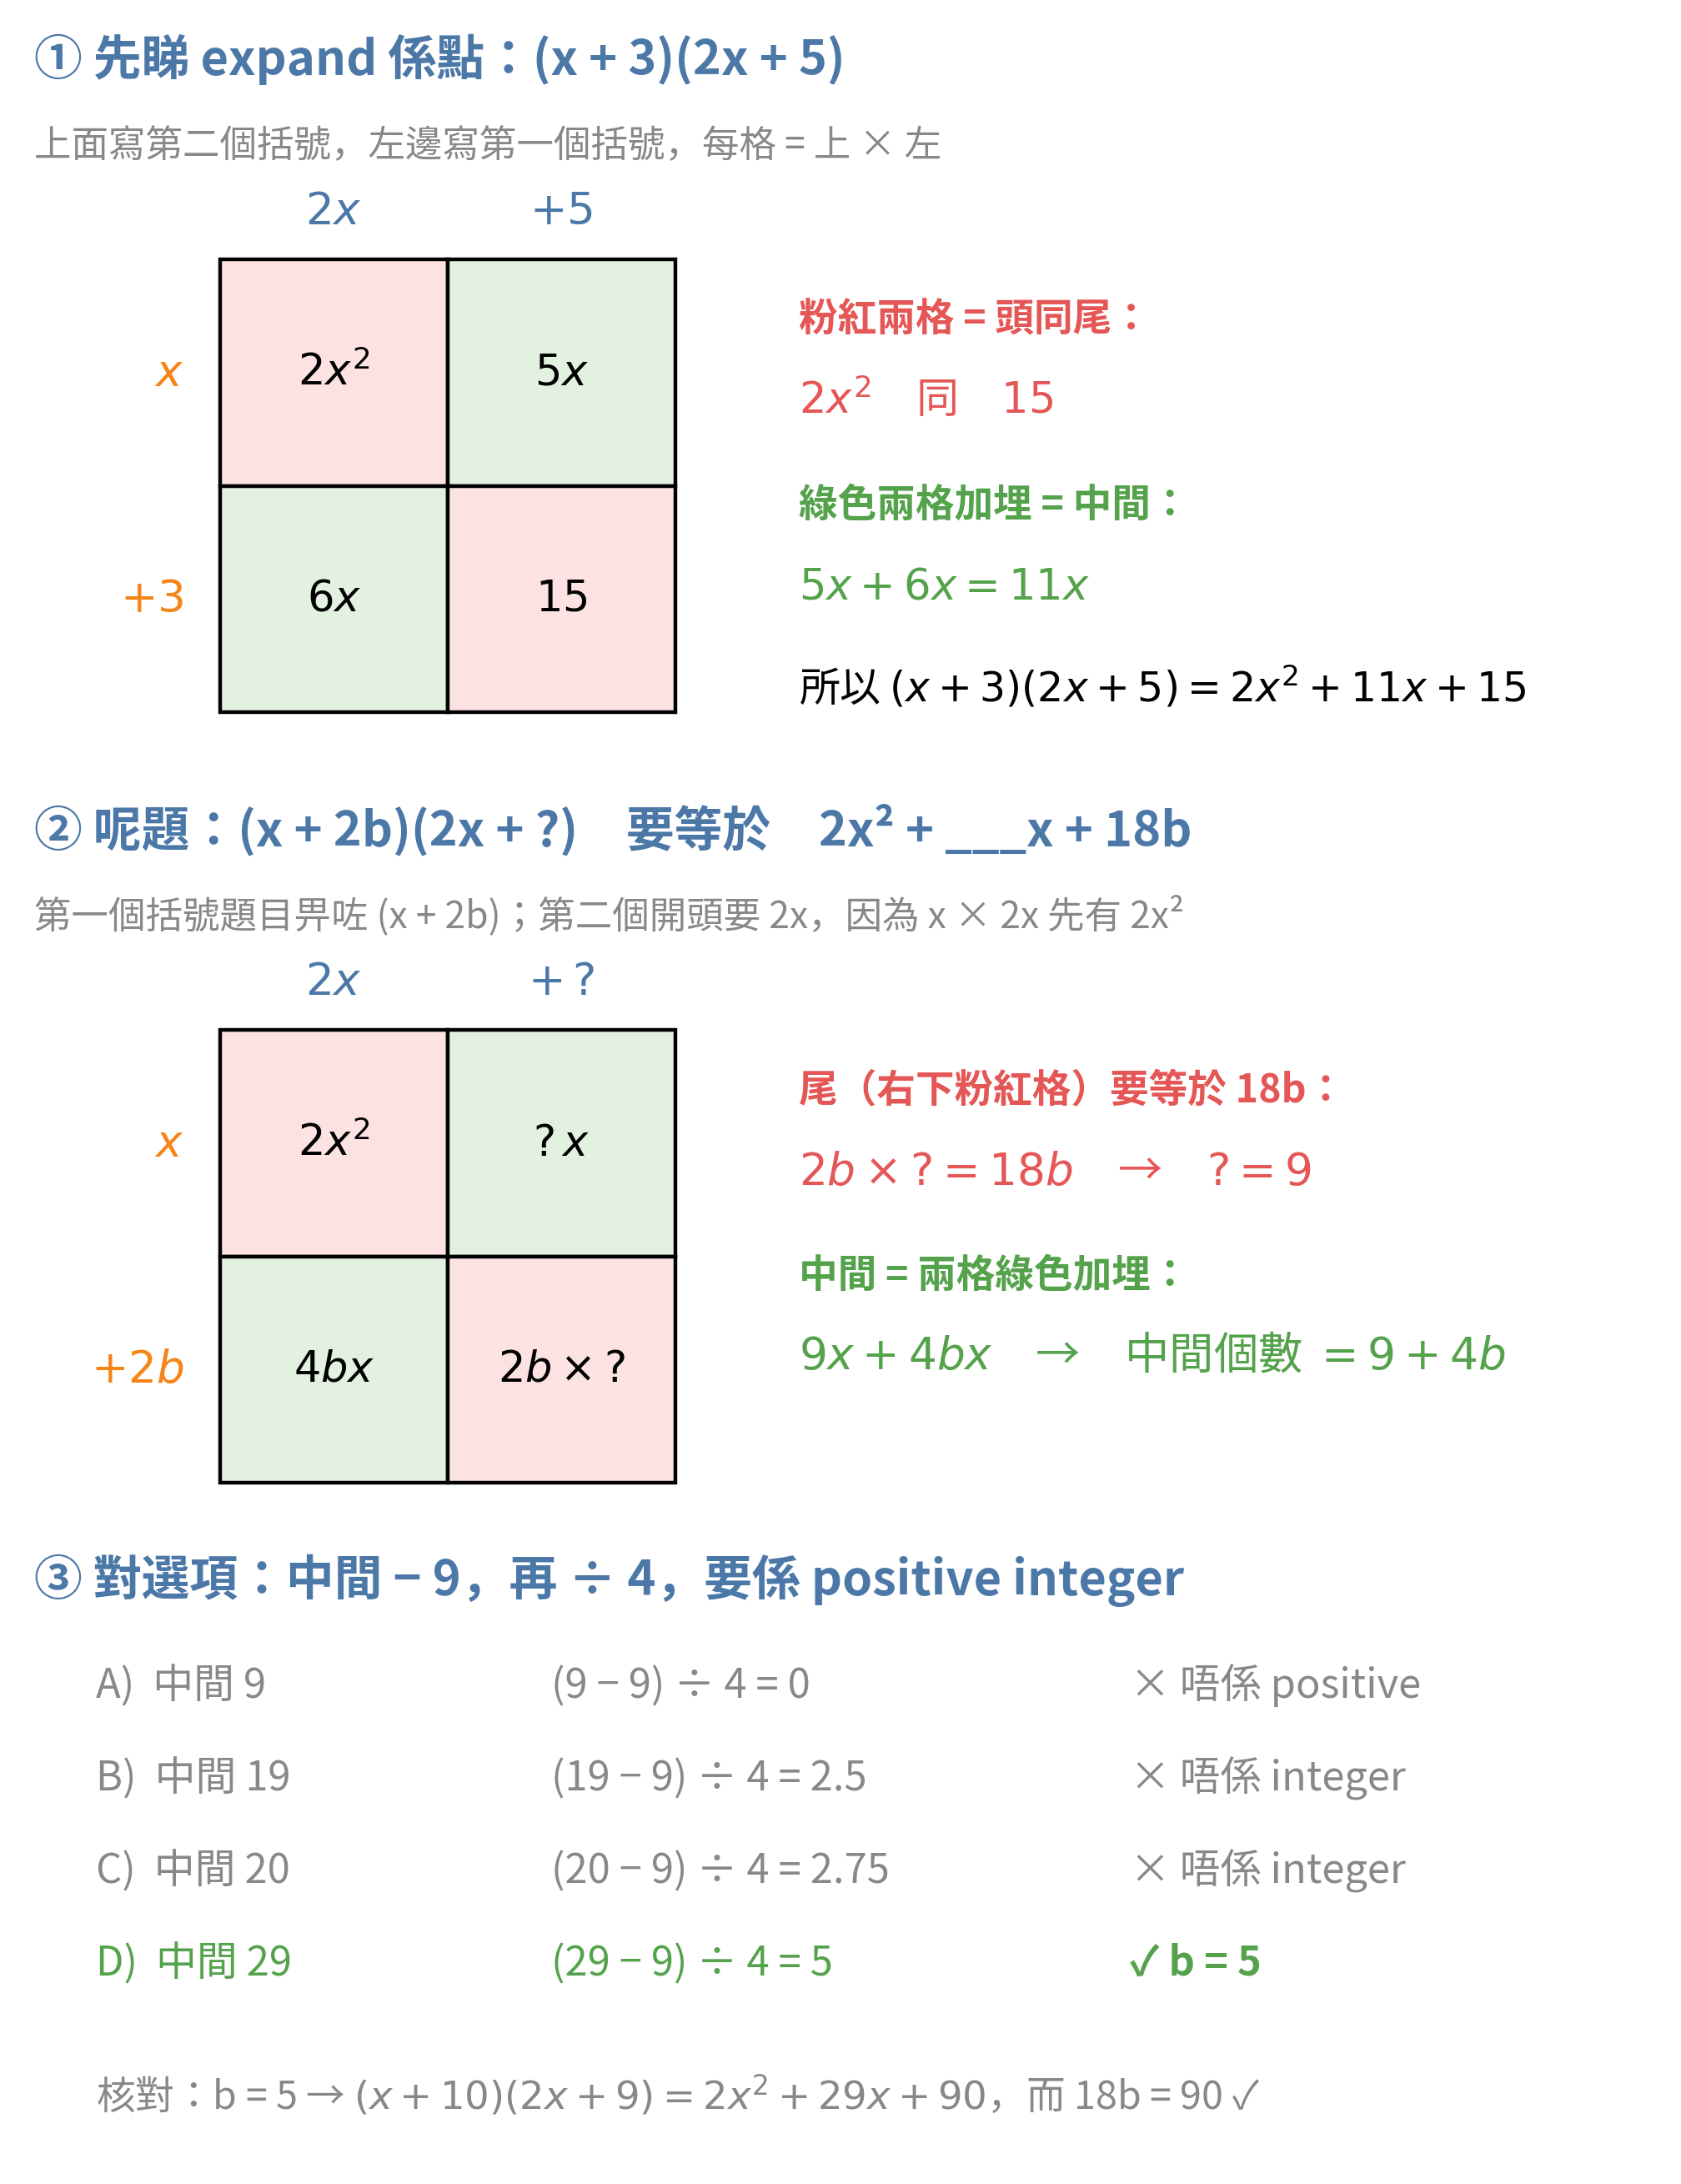 ① 先睇 expand 係點：(x + 3)(2x + 5)
上面寫第二個括號，左邊寫第一個括號，每格 = 上 × 左
2x +5
x 2x² 5x
+3 6x 15
粉紅兩格 = 頭同尾：
2x² 同 15
綠色兩格加埋 = 中間：
5x + 6x = 11x
所以 (x + 3)(2x + 5) = 2x² + 11x + 15
② 呢題：(x + 2b)(2x + ?) 要等於 2x² + ___x + 18b
第一個括號題目畀咗 (x + 2b)；第二個開頭要 2x，因為 x × 2x 先有 2x²
2x + ?
x 2x² ? x
+2b 4bx 2b × ?
尾（右下粉紅格）要等於 18b：
2b × ? = 18b → ? = 9
中間 = 兩格綠色加埋：
9x + 4bx → 中間個數 = 9 + 4b
③ 對選項：中間 − 9，再 ÷ 4，要係 positive integer
A) 中間 9 (9 − 9) ÷ 4 = 0 × 唔係 positive
B) 中間 19 (19 − 9) ÷ 4 = 2.5 × 唔係 integer
C) 中間 20 (20 − 9) ÷ 4 = 2.75 × 唔係 integer
D) 中間 29 (29 − 9) ÷ 4 = 5 ✓ b = 5
核對：b = 5 → (x + 10)(2x + 9) = 2x² + 29x + 90，而 18b = 90 ✓